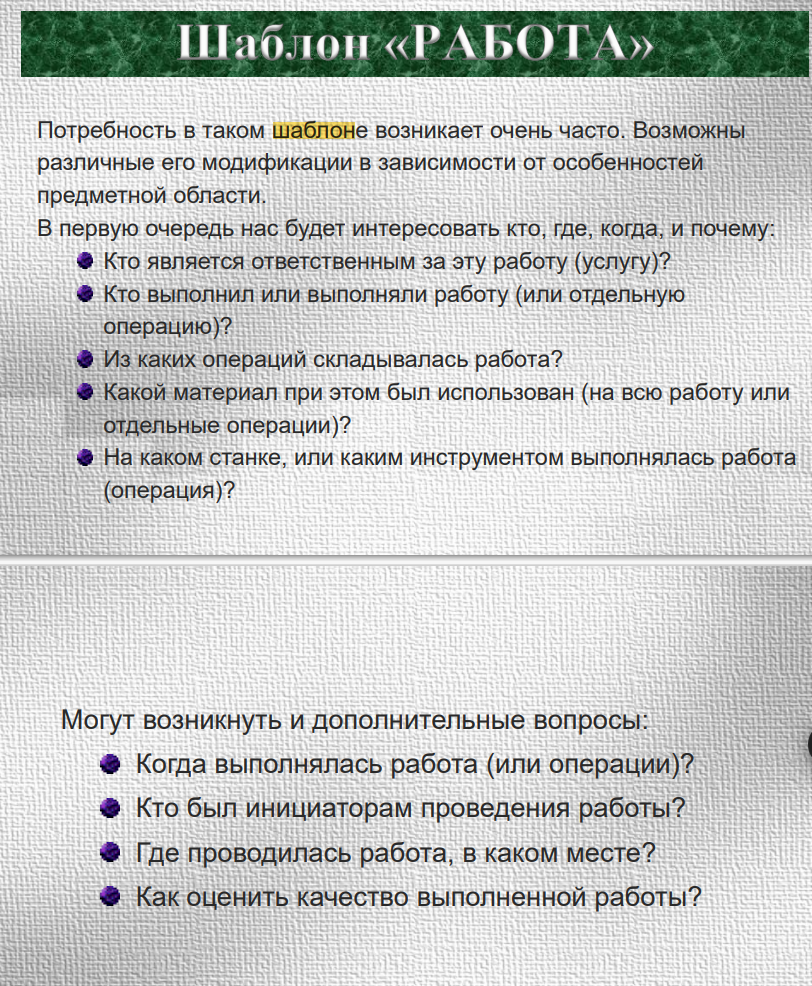 Шаблон «РАБОТА»
Потребность в таком шаблоне возникает очень часто. Возможны
различные его модификации в зависимости от особенностей
предметной области.
В первую очередь нас будет интересовать кто, где, когда, и почему:
Кто является ответственным за эту работу (услугу)?
Кто выполнил или выполняли работу (или отдельную
операцию)?
Из каких операций складывалась работа?
Какой материал при этом был использован (на всю работу или
отдельные операции)?
На каком станке, или каким инструментом выполнялась работа
(операция)?
Могут возникнуть и дополнительные вопросы:
Когда выполнялась работа (или операции)?
Кто был инициаторам проведения работы?
Где проводилась работа, в каком месте?
Как оценить качество выполненной работы?